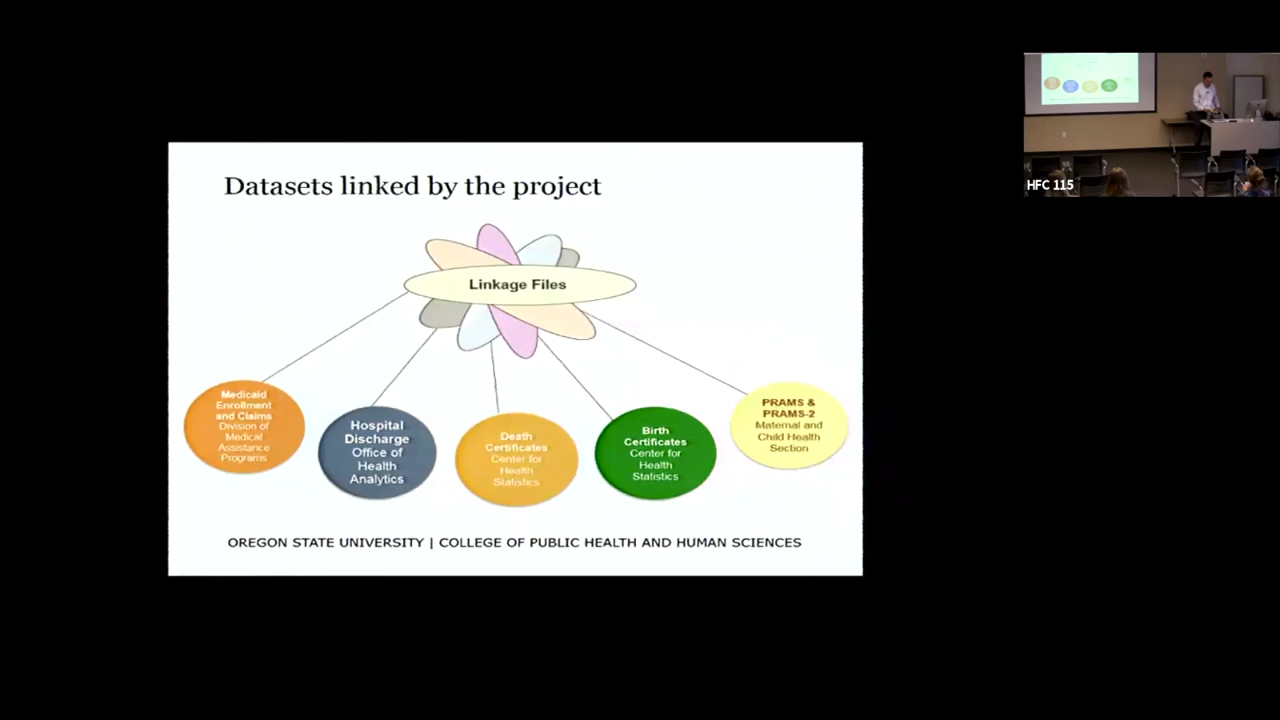 Datasets linked by the project
Linkage Files
Medicaid
Enrollment
and Claims
Division of
Medical
Assistance
Programs
Hospital
Discharge
Office of
Health
Analytics
Death
Certificates
Center for
Health
Statistics
Birth
Certificates
Center for
Health
Statistics
PRAMS &
PRAMS-2
Maternal and
Child Health
Section
OREGON STATE UNIVERSITY | COLLEGE OF PUBLIC HEALTH AND HUMAN SCIENCES
HFC 115